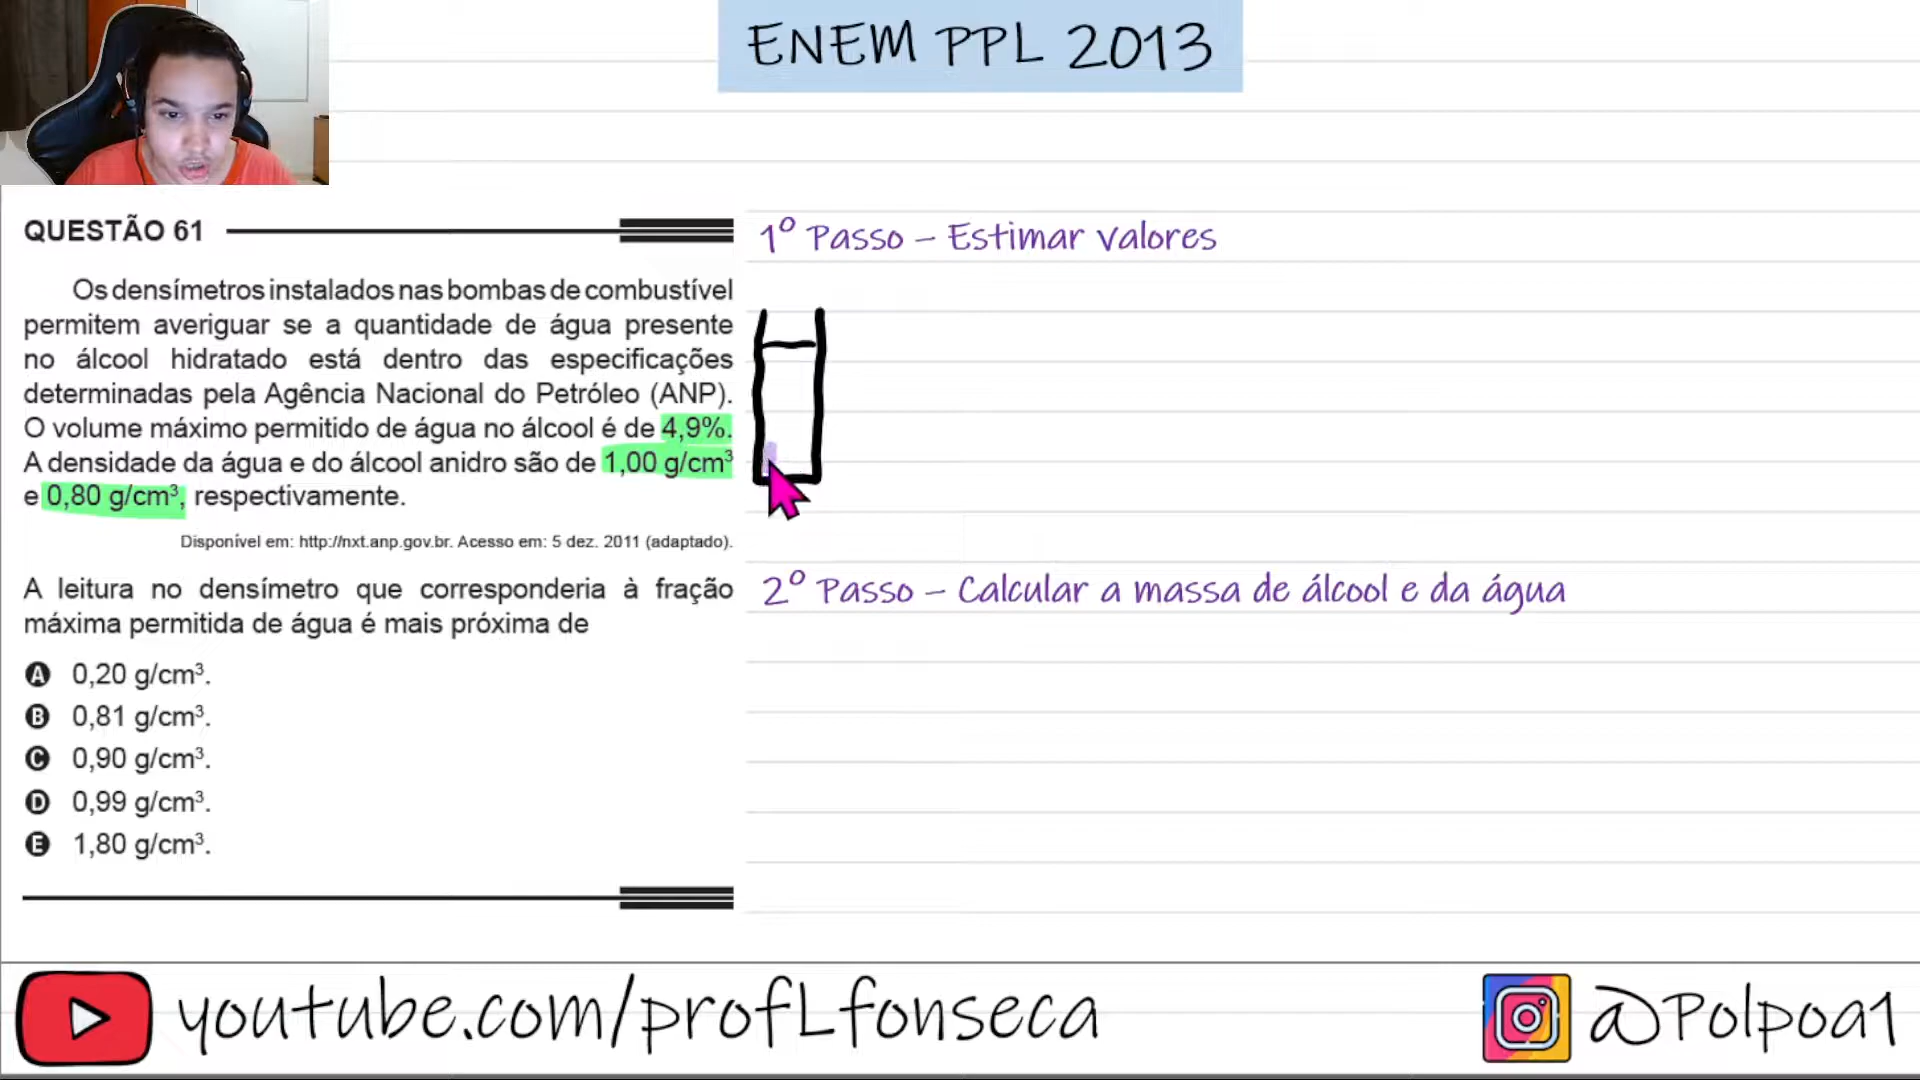 ENEM PPL 2013
QUESTÃO 61
Os densímetros instalados nas bombas de combustível
permitem averiguar se a quantidade de água presente
no álcool hidratado está dentro das especificações
determinadas pela Agência Nacional do Petróleo (ANP).
O volume máximo permitido de água no álcool é de 4,9%.
A densidade da água e do álcool anidro são de 1,00 g/cm³
e 0,80 g/cm³, respectivamente.
Disponível em: http://nxt.anp.gov.br. Acesso em: 5 dez. 2011 (adaptado).
A leitura no densímetro que corresponderia à fração
máxima permitida de água é mais próxima de
A 0,20 g/cm³.
B 0,81 g/cm³.
C 0,90 g/cm³.
D 0,99 g/cm³.
E 1,80 g/cm³.
1º Passo – Estimar valores
2º Passo – Calcular a massa de álcool e da água
youtube.com/profLfonseca
@Polpoa1